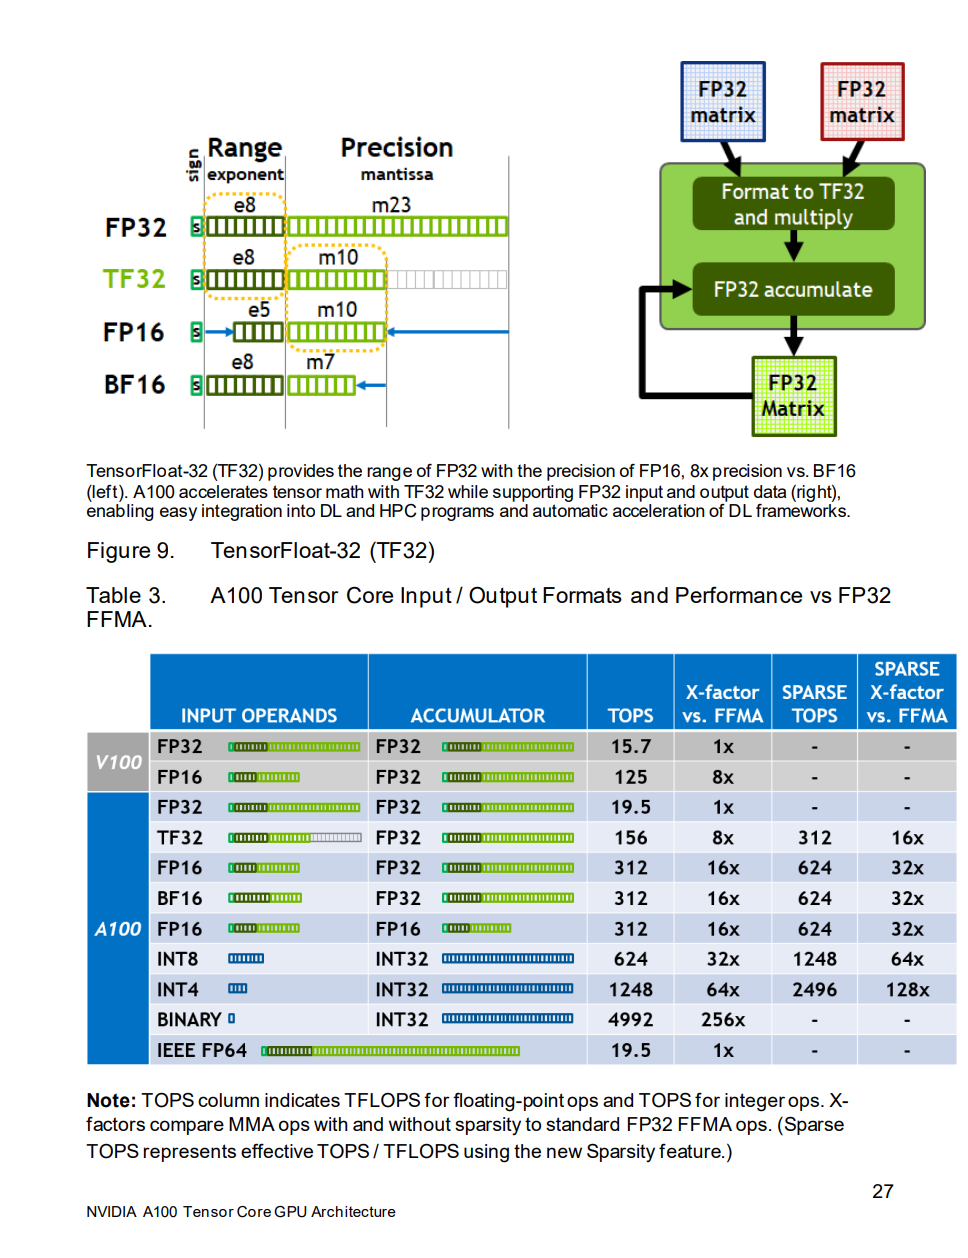 FP32
matrix
FP32
matrix
Format to TF32
and multiply
FP32 accumulate
FP32
Matrix
sign
Range
exponent
Precision
mantissa
FP32
s
e8
m23
TF32
s
e8
m10
FP16
s
e5
m10
BF16
s
e8
m7
TensorFloat-32 (TF32) provides the range of FP32 with the precision of FP16, 8x precision vs. BF16
(left). A100 accelerates tensor math with TF32 while supporting FP32 input and output data (right),
enabling easy integration into DL and HPC programs and automatic acceleration of DL frameworks.
Figure 9. TensorFloat-32 (TF32)
Table 3. A100 Tensor Core Input / Output Formats and Performance vs FP32
FFMA.
INPUT OPERANDS ACCUMULATOR TOPS X-factor vs. FFMA SPARSE TOPS SPARSE X-factor vs. FFMA
V100
FP32 FP32 15.7 1x - -
FP16 FP32 125 8x - -
A100
FP32 FP32 19.5 1x - -
TF32 FP32 156 8x 312 16x
FP16 FP32 312 16x 624 32x
BF16 FP32 312 16x 624 32x
FP16 FP16 312 16x 624 32x
INT8 INT32 624 32x 1248 64x
INT4 INT32 1248 64x 2496 128x
BINARY INT32 4992 256x - -
IEEE FP64 19.5 1x - -
Note: TOPS column indicates TFLOPS for floating-point ops and TOPS for integer ops. X-
factors compare MMA ops with and without sparsity to standard FP32 FFMA ops. (Sparse
TOPS represents effective TOPS / TFLOPS using the new Sparsity feature.)
27
NVIDIA A100 Tensor Core GPU Architecture